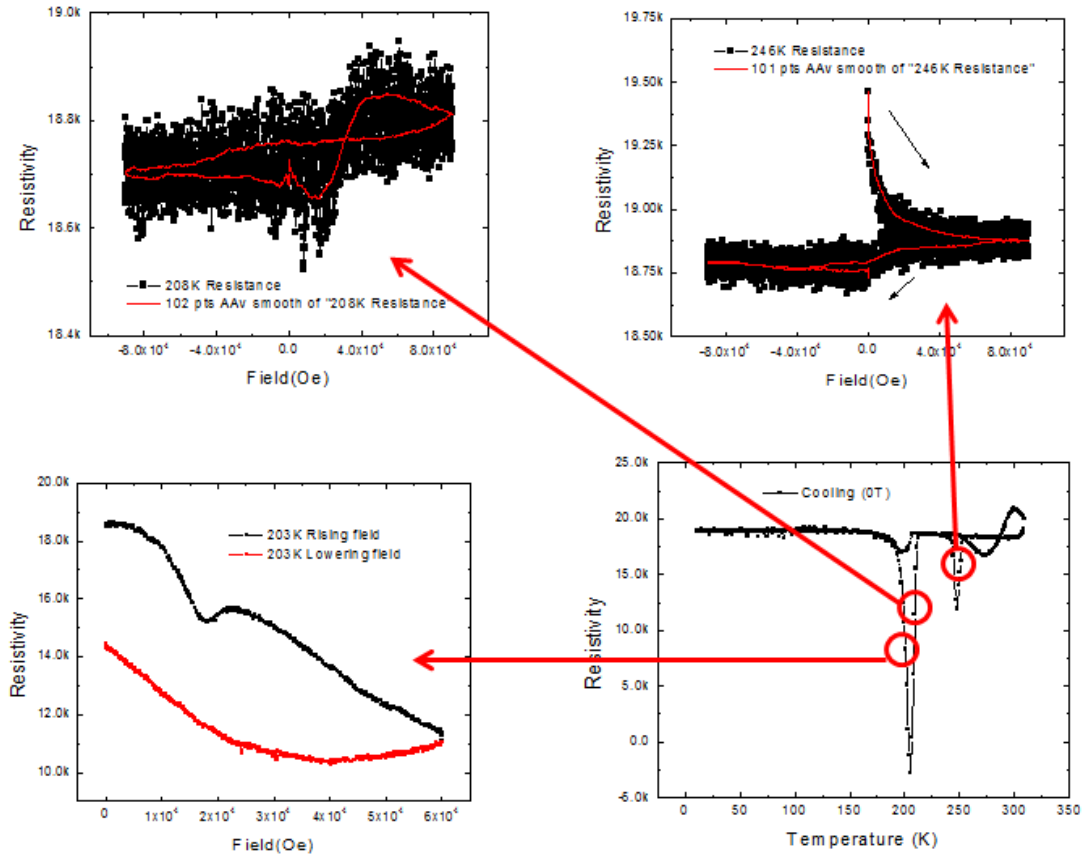 19.0k
18.8k
18.6k
18.4k
Resistivity
208K Resistance
102 pts AAv smooth of "208K Resistance
-8.0x10⁴ -4.0x10⁴ 0.0 4.0x10⁴ 8.0x10⁴
Field(Oe)
19.75k
19.50k
19.25k
19.00k
18.75k
18.50k
Resistivity
246K Resistance
101 pts AAv smooth of "246K Resistance"
-8.0x10⁴ -4.0x10⁴ 0.0 4.0x10⁴ 8.0x10⁴
Field(Oe)
20.0k
18.0k
16.0k
14.0k
12.0k
10.0k
Resistivity
203K Rising field
203K Lowering field
0 1x10⁴ 2x10⁴ 3x10⁴ 4x10⁴ 5x10⁴ 6x10⁴
Field(Oe)
25.0k
20.0k
15.0k
10.0k
5.0k
0.0
-5.0k
Resistivity
Cooling (0T)
0 50 100 150 200 250 300 350
Temperature (K)